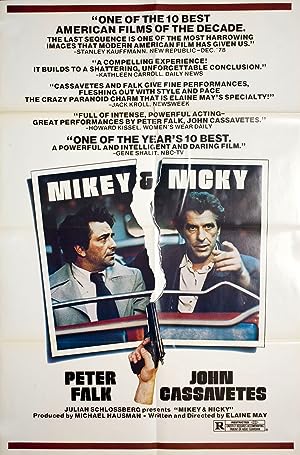 "ONE OF THE 10 BEST
AMERICAN FILMS OF THE DECADE.
THE LAST SEQUENCE IS ONE OF THE MOST HARROWING
IMAGES THAT MODERN AMERICAN FILM HAS GIVEN US."
-STANLEY KAUFFMANN, NEW REPUBLIC-DEC. '78
"A COMPELLING EXPERIENCE!
IT BUILDS TO A SHATTERING, UNFORGETTABLE CONCLUSION."
-KATHLEEN CARROLL, DAILY NEWS
"CASSAVETES AND FALK GIVE FINE PERFORMANCES,
FLESHING OUT WITH STYLE AND PACE
THE CRAZY PARANOID CHARM THAT IS ELAINE MAY'S SPECIALTY!"
-JACK KROLL, NEWSWEEK
"FULL OF INTENSE, POWERFUL ACTING-
GREAT PERFORMANCES BY PETER FALK, JOHN CASSAVETES."
-HOWARD KISSEL, WOMEN'S WEAR DAILY
"ONE OF THE YEAR'S 10 BEST.
A POWERFUL AND INTELLIGENT AND DARING FILM."
-GENE SHALIT, NBC-TV
MIKEY & NICKY
PETER FALK
JOHN CASSAVETES
JULIAN SCHLOSSBERG presents "MIKEY & NICKY"
Produced by MICHAEL HAUSMAN - Written and Directed by ELAINE MAY
R RESTRICTED